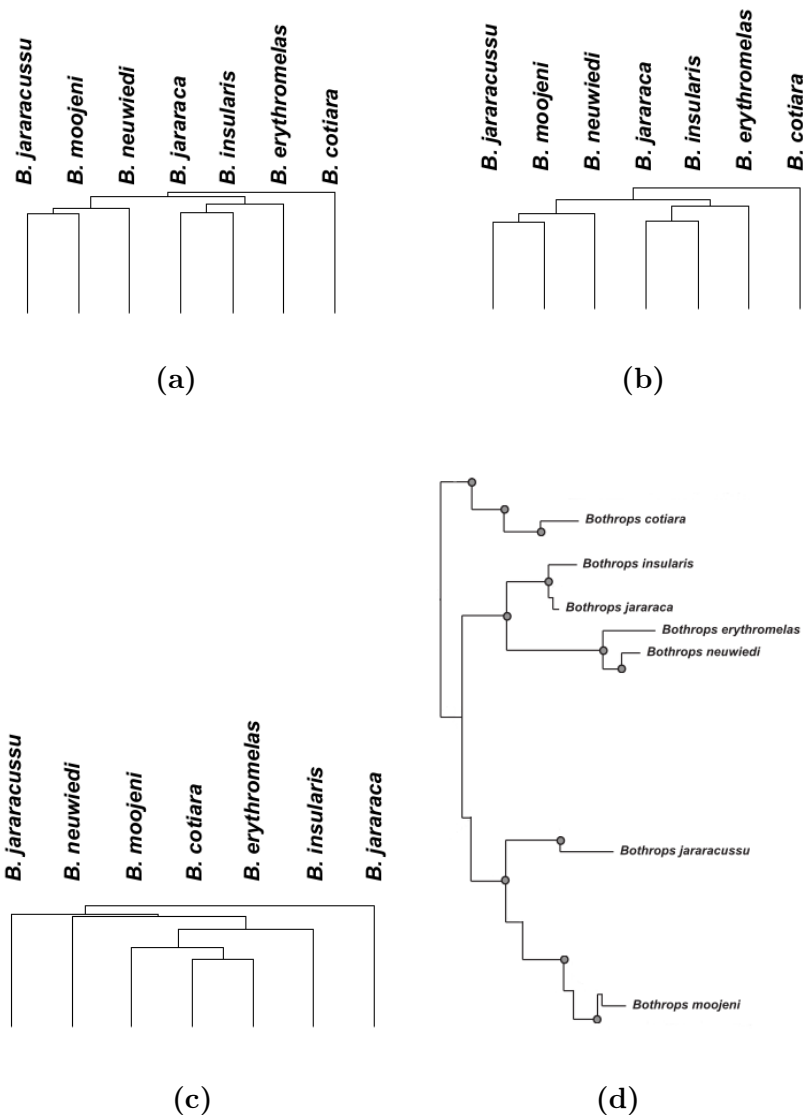 B. jararacussu
B. moojeni
B. neuwiedi
B. jararaca
B. insularis
B. erythromelas
B. cotiara
(a)
B. jararacussu
B. moojeni
B. neuwiedi
B. jararaca
B. insularis
B. erythromelas
B. cotiara
(b)
B. jararacussu
B. neuwiedi
B. moojeni
B. cotiara
B. erythromelas
B. insularis
B. jararaca
(c)
Bothrops cotiara
Bothrops insularis
Bothrops jararaca
Bothrops erythromelas
Bothrops neuwiedi
Bothrops jararacussu
Bothrops moojeni
(d)